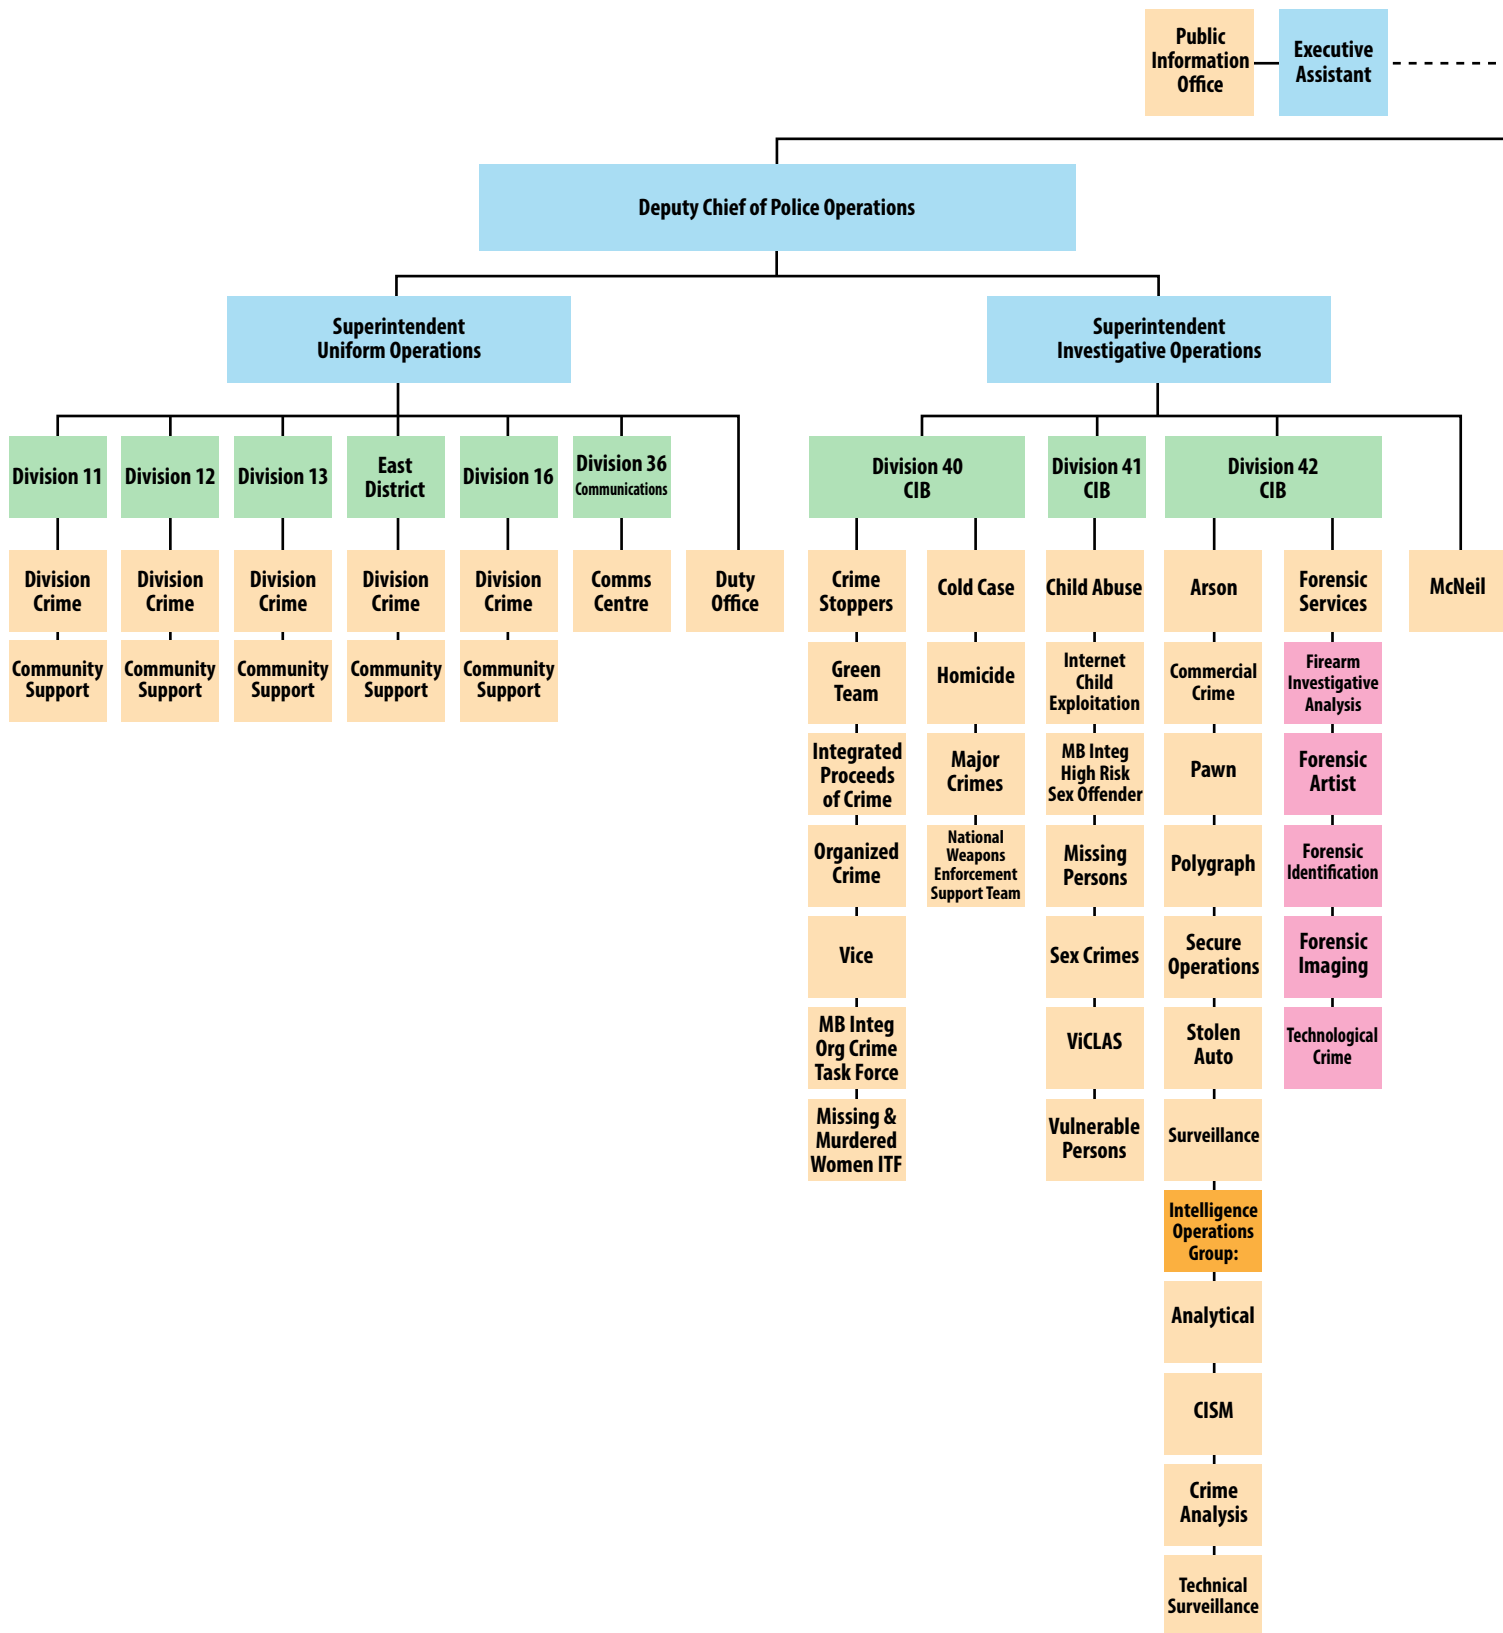 Public
Information
Office
Executive
Assistant
Deputy Chief of Police Operations
Superintendent
Uniform Operations
Superintendent
Investigative Operations
Division 11
Division 12
Division 13
East
District
Division 16
Division 36
Communications
Division 40
CIB
Division 41
CIB
Division 42
CIB
Division
Crime
Division
Crime
Division
Crime
Division
Crime
Division
Crime
Comms
Centre
Duty
Office
Crime
Stoppers
Cold Case
Child Abuse
Arson
Forensic
Services
McNeil
Community
Support
Community
Support
Community
Support
Community
Support
Community
Support
Green
Team
Homicide
Internet
Child
Exploitation
Commercial
Crime
Firearm
Investigative
Analysis
Integrated
Proceeds
of Crime
Major
Crimes
MB Integ
High Risk
Sex Offender
Pawn
Forensic
Artist
Organized
Crime
National
Weapons
Enforcement
Support Team
Missing
Persons
Polygraph
Forensic
Identification
Vice
Sex Crimes
Secure
Operations
Forensic
Imaging
MB Integ
Org Crime
Task Force
ViCLAS
Stolen
Auto
Technological
Crime
Missing &
Murdered
Women ITF
Vulnerable
Persons
Surveillance
Intelligence
Operations
Group:
Analytical
CISM
Crime
Analysis
Technical
Surveillance